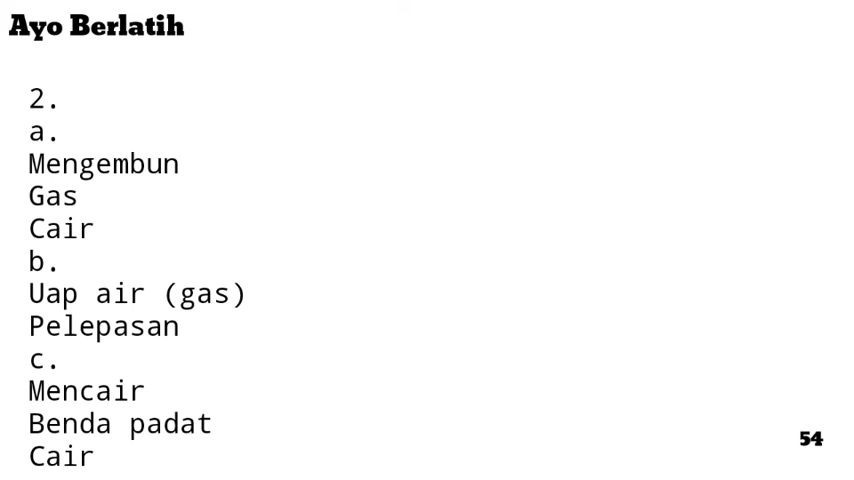 Ayo Berlatih
2.
a.
Mengembun
Gas
Cair
b.
Uap air (gas)
Pelepasan
c.
Mencair
Benda padat
Cair
54